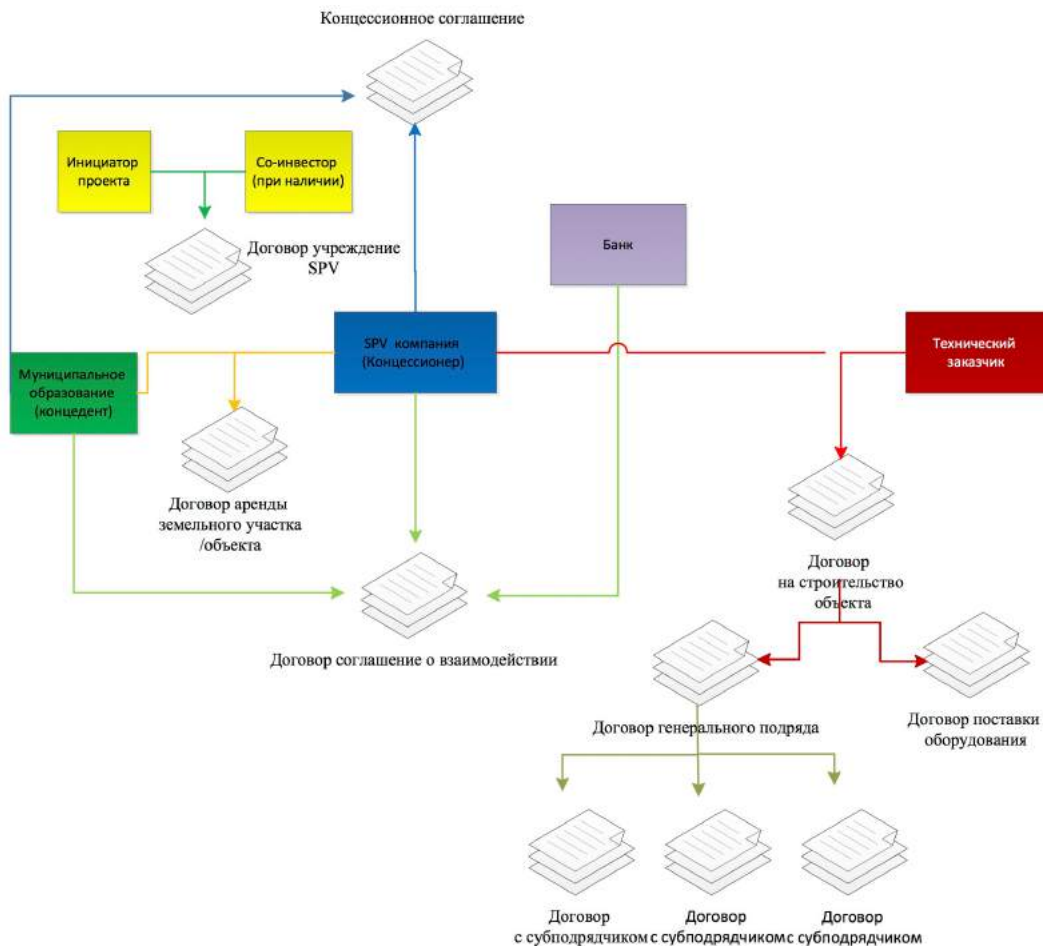 Концессионное соглашение
Инициатор
проекта
Со-инвестор
(при наличии)
Договор учреждение
SPV
Банк
SPV компания
(Концессионер)
Технический
заказчик
Муниципальное
образование
(концедент)
Договор аренды
земельного участка
/объекта
Договор
на строительство
объекта
Договор соглашение о взаимодействии
Договор генерального подряда
Договор поставки
оборудования
Договор
с субподрядчиком
Договор
с субподрядчиком
Договор
с субподрядчиком